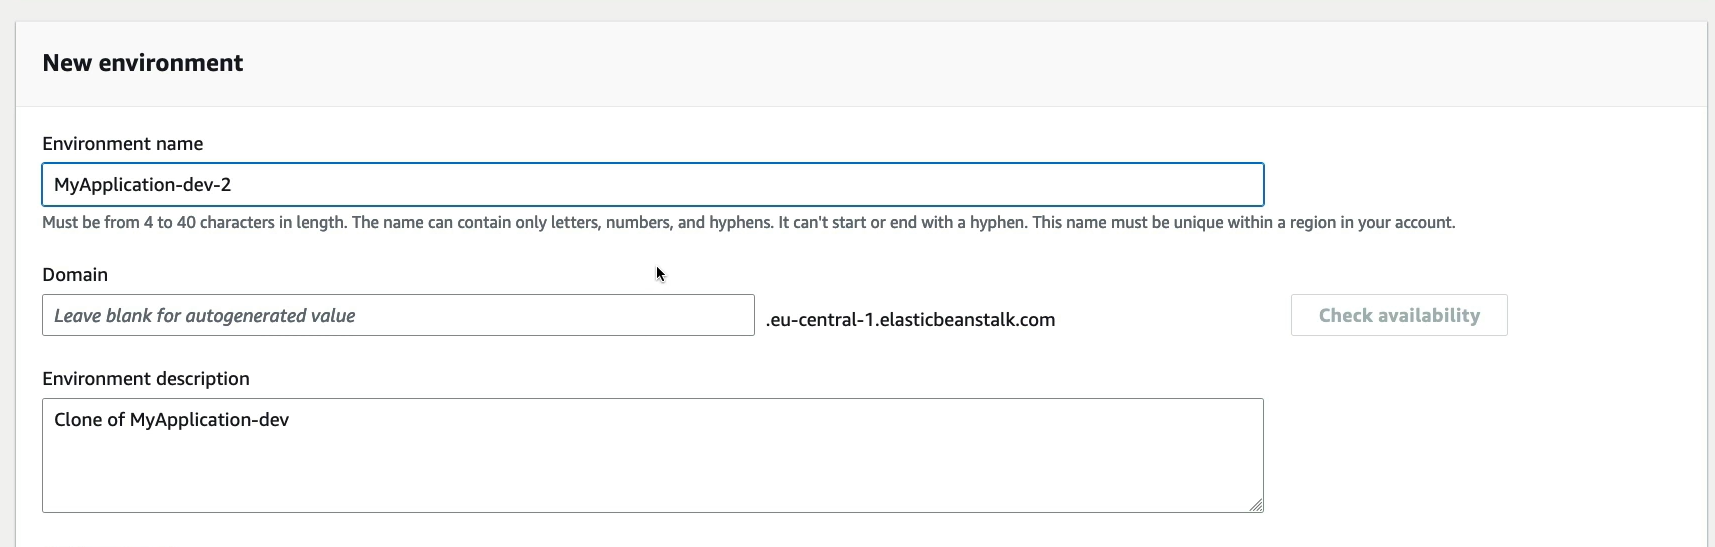 New environment
Environment name
MyApplication-dev-2
Must be from 4 to 40 characters in length. The name can contain only letters, numbers, and hyphens. It can't start or end with a hyphen. This name must be unique within a region in your account.
Domain
Leave blank for autogenerated value
.eu-central-1.elasticbeanstalk.com
Check availability
Environment description
Clone of MyApplication-dev